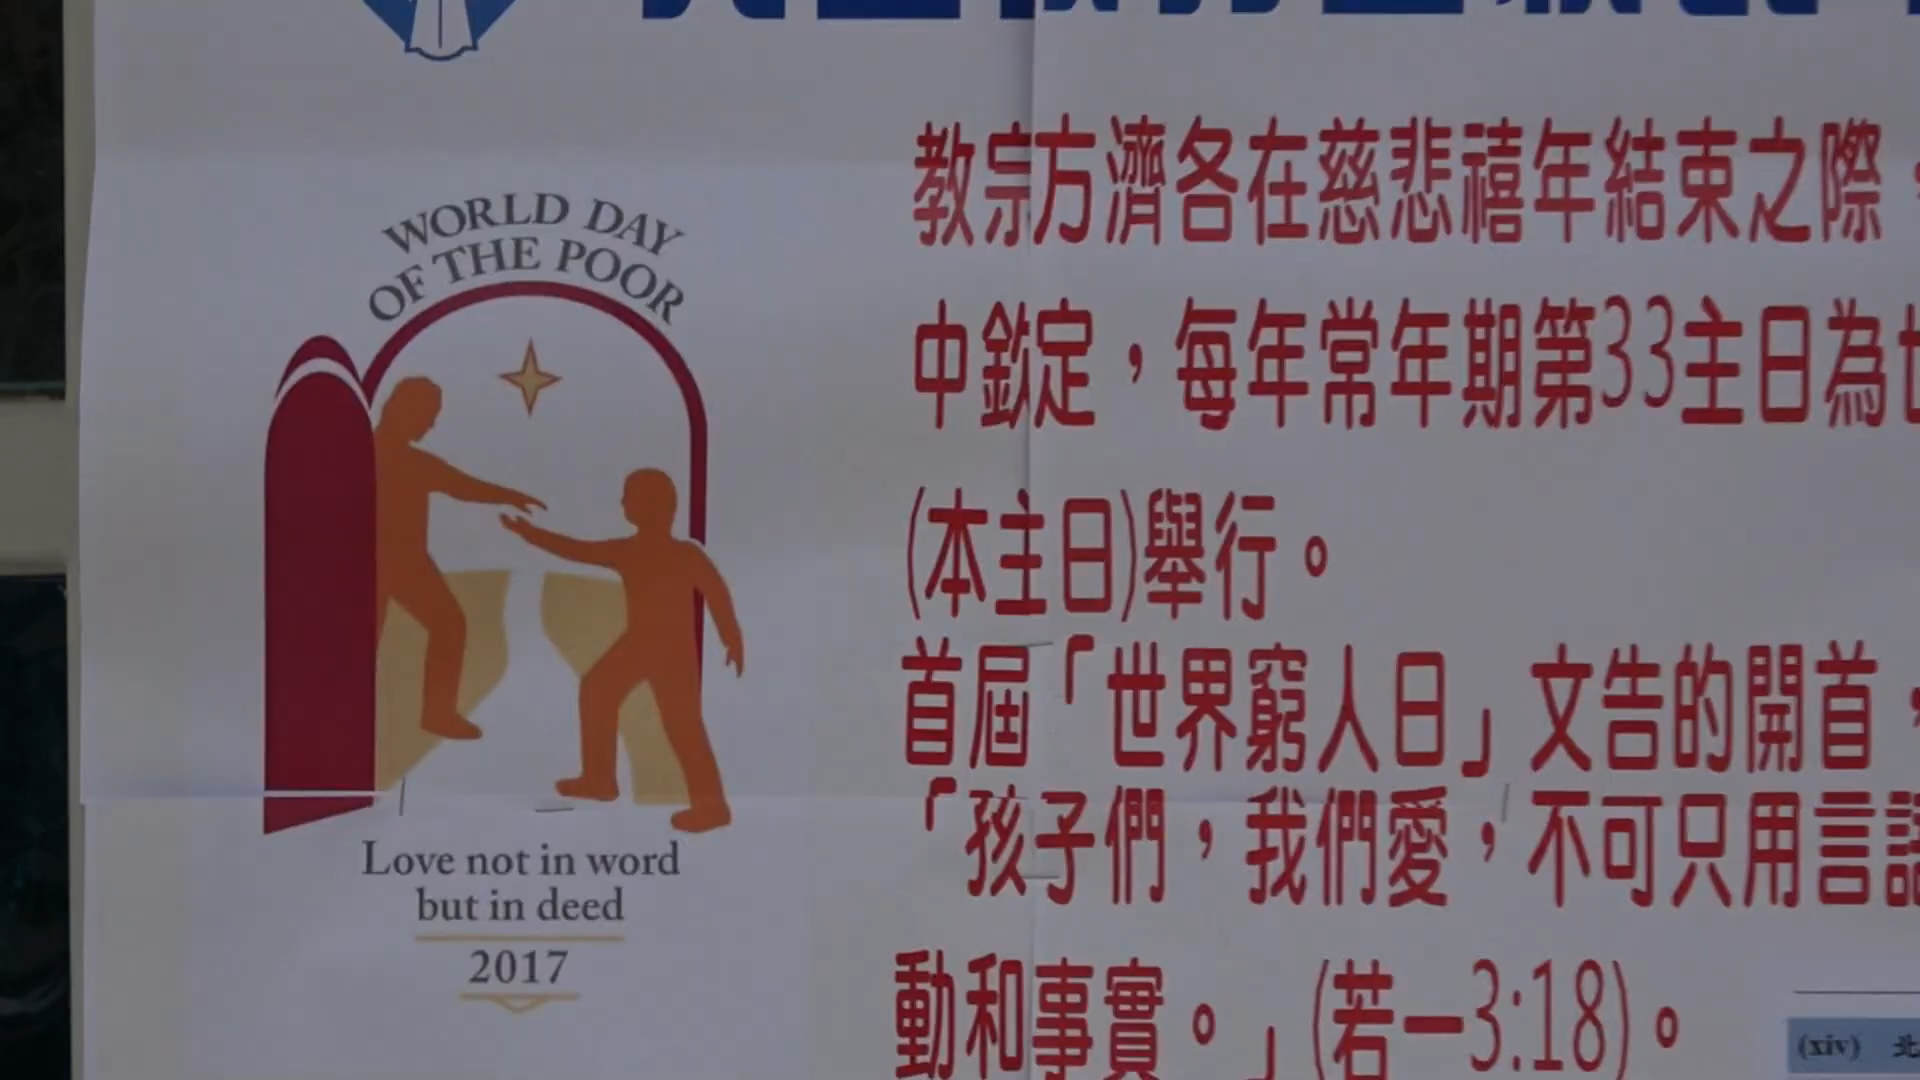 WORLD DAY
OF THE POOR
Love not in word
but in deed
2017
教宗方濟各在慈悲禧年結束之際，
中欽定，每年常年期第33主日為世
(本主日)舉行。
首屆「世界窮人日」文告的開首，
「孩子們，我們愛，不可只用言語
動和事實。」(若一3:18)。
(xiv) 北